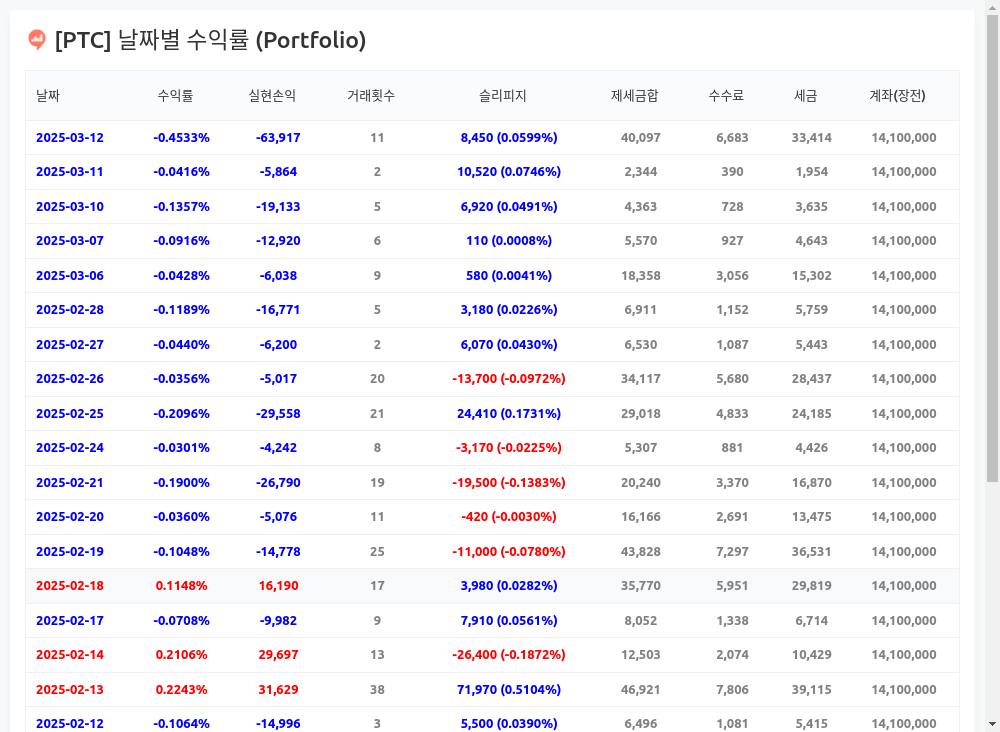 [PTC] 날짜별 수익률 (Portfolio)
날짜 수익률 실현손익 거래횟수 슬리피지 제세금합 수수료 세금 계좌(장전)
2025-03-12 -0.4533% -63,917 11 8,450 (0.0599%) 40,097 6,683 33,414 14,100,000
2025-03-11 -0.0416% -5,864 2 10,520 (0.0746%) 2,344 390 1,954 14,100,000
2025-03-10 -0.1357% -19,133 5 6,920 (0.0491%) 4,363 728 3,635 14,100,000
2025-03-07 -0.0916% -12,920 6 110 (0.0008%) 5,570 927 4,643 14,100,000
2025-03-06 -0.0428% -6,038 9 580 (0.0041%) 18,358 3,056 15,302 14,100,000
2025-02-28 -0.1189% -16,771 5 3,180 (0.0226%) 6,911 1,152 5,759 14,100,000
2025-02-27 -0.0440% -6,200 2 6,070 (0.0430%) 6,530 1,087 5,443 14,100,000
2025-02-26 -0.0356% -5,017 20 -13,700 (-0.0972%) 34,117 5,680 28,437 14,100,000
2025-02-25 -0.2096% -29,558 21 24,410 (0.1731%) 29,018 4,833 24,185 14,100,000
2025-02-24 -0.0301% -4,242 8 -3,170 (-0.0225%) 5,307 881 4,426 14,100,000
2025-02-21 -0.1900% -26,790 19 -19,500 (-0.1383%) 20,240 3,370 16,870 14,100,000
2025-02-20 -0.0360% -5,076 11 -420 (-0.0030%) 16,166 2,691 13,475 14,100,000
2025-02-19 -0.1048% -14,778 25 -11,000 (-0.0780%) 43,828 7,297 36,531 14,100,000
2025-02-18 0.1148% 16,190 17 3,980 (0.0282%) 35,770 5,951 29,819 14,100,000
2025-02-17 -0.0708% -9,982 9 7,910 (0.0561%) 8,052 1,338 6,714 14,100,000
2025-02-14 0.2106% 29,697 13 -26,400 (-0.1872%) 12,503 2,074 10,429 14,100,000
2025-02-13 0.2243% 31,629 38 71,970 (0.5104%) 46,921 7,806 39,115 14,100,000
2025-02-12 -0.1064% -14,996 3 5,500 (0.0390%) 6,496 1,081 5,415 14,100,000